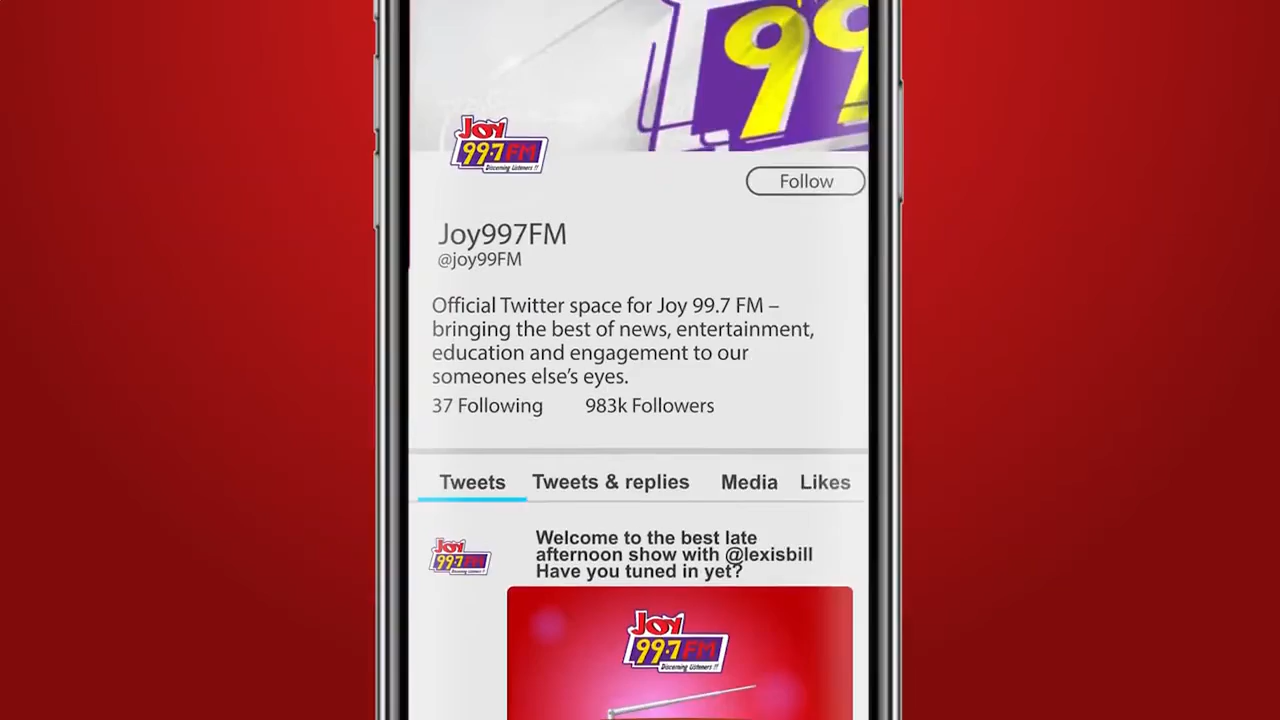 99
Joy
99.7 FM
Discerning Listeners !!
Follow
Joy997FM
@joy99FM
Official Twitter space for Joy 99.7 FM –
bringing the best of news, entertainment,
education and engagement to our
someones else’s eyes.
37 Following 983k Followers
Tweets Tweets & replies Media Likes
Joy
99.7 FM
Discerning Listeners !!
Welcome to the best late
afternoon show with @lexisbill
Have you tuned in yet?
Joy
99.7 FM
Discerning Listeners !!